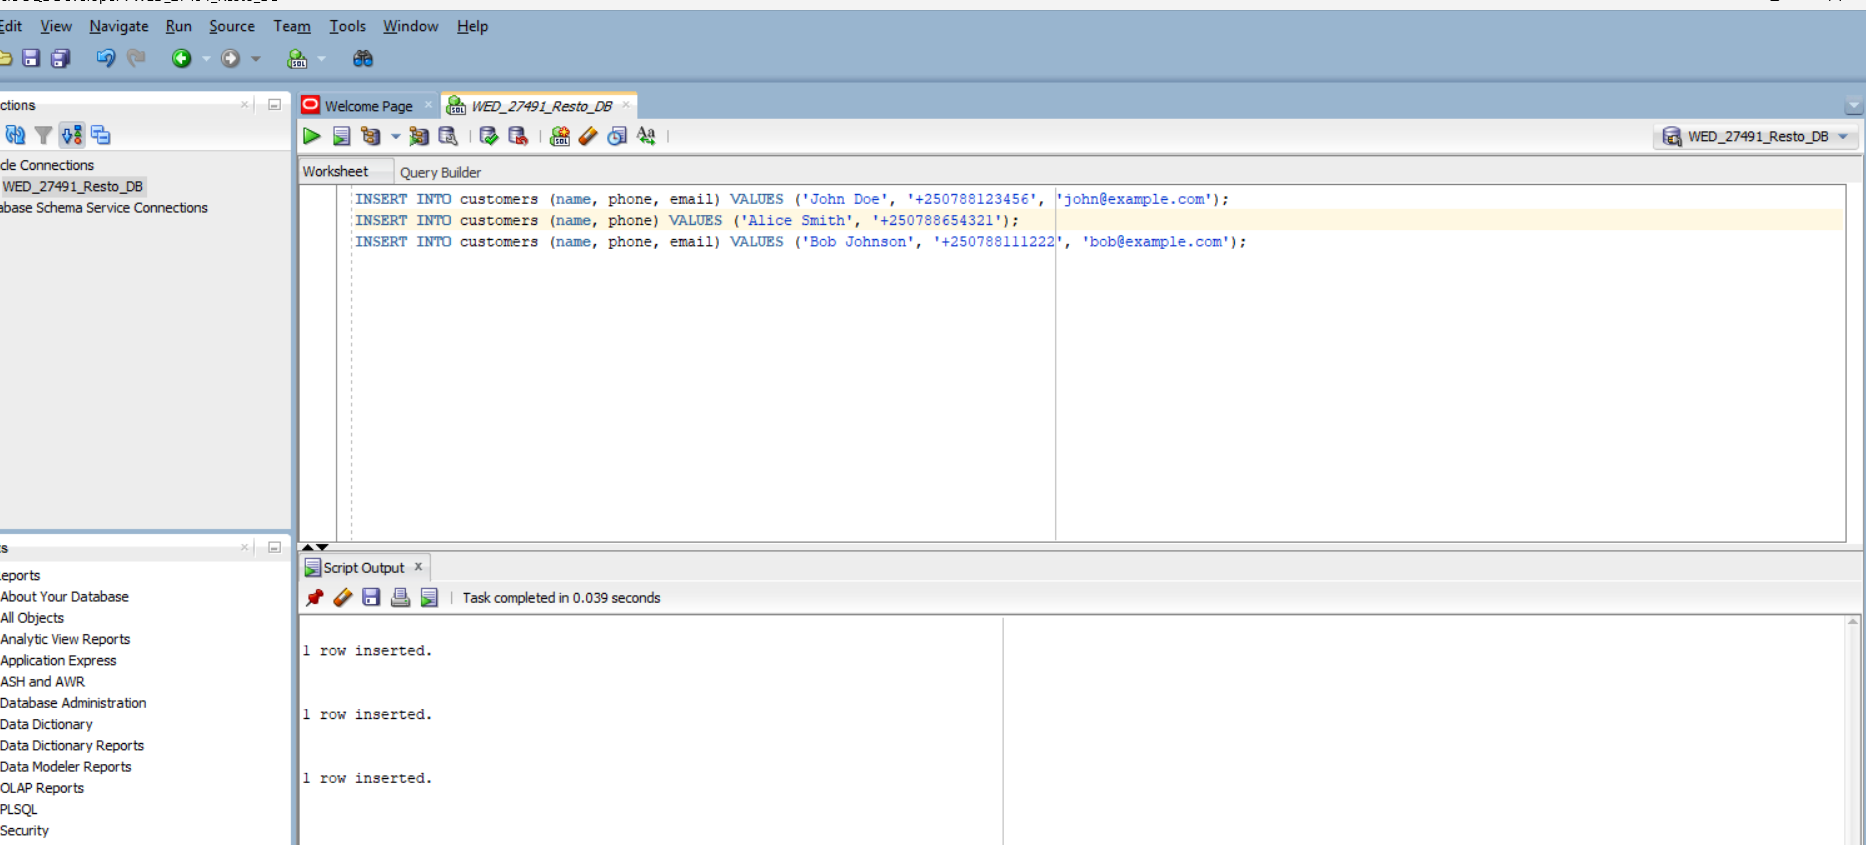 Edit View Navigate Run Source Team Tools Window Help
ctions
Welcome Page WED_27491_Resto_DB
WED_27491_Resto_DB
cle Connections
WED_27491_Resto_DB
abase Schema Service Connections
Worksheet Query Builder
INSERT INTO customers (name, phone, email) VALUES ('John Doe', '+250788123456', 'john@example.com');
INSERT INTO customers (name, phone) VALUES ('Alice Smith', '+250788654321');
INSERT INTO customers (name, phone, email) VALUES ('Bob Johnson', '+250788111222', 'bob@example.com');
ts
eports
About Your Database
All Objects
Analytic View Reports
Application Express
ASH and AWR
Database Administration
Data Dictionary
Data Dictionary Reports
Data Modeler Reports
OLAP Reports
PLSQL
Security
Script Output
Task completed in 0.039 seconds
1 row inserted.
1 row inserted.
1 row inserted.